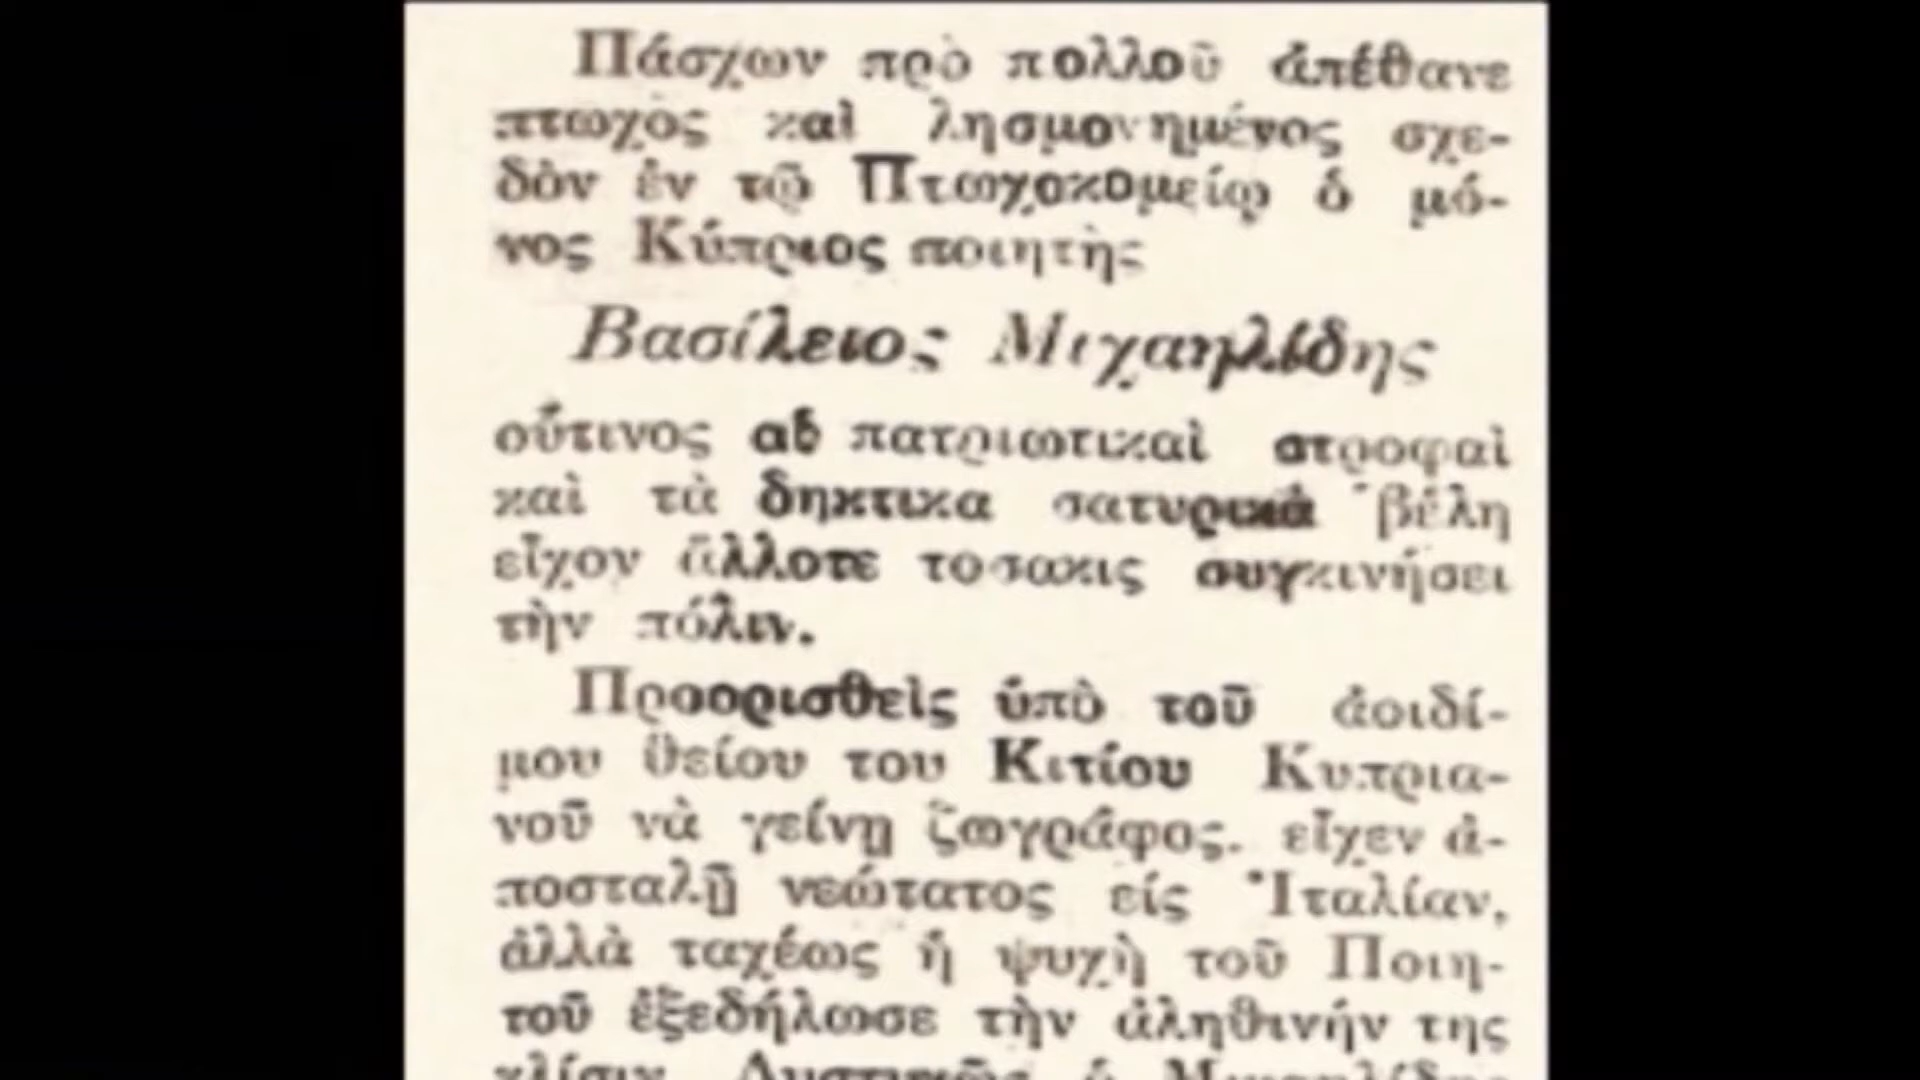 Πάσχων πρὸ πολλοῦ ἀπέθανε
πτωχὸς καὶ λησμονημένος σχε-
δὸν ἐν τῷ Πτωχοκομείῳ ὁ μό-
νος Κύπριος ποιητὴς
Βασίλειος Μιχαηλίδης
οὕτινος αἱ πατριωτικαὶ στροφαὶ
καὶ τὰ δηκτικα σατυρικὰ βέλη
εἶχον ἄλλοτε τοσακις συγκινήσει
τὴν πόλιν.
Προορισθεὶς ὑπὸ τοῦ ἀοιδί-
μου θείου του Κιτίου Κυπρια-
νοῦ νὰ γείνῃ ζωγράφος. εἶχεν ἀ-
ποσταλῇ νεώτατος εἰς Ἰταλίαν,
ἀλλὰ ταχέως ἡ ψυχὴ τοῦ Ποιη-
τοῦ ἐξεδήλωσε τὴν ἀληθινήν της